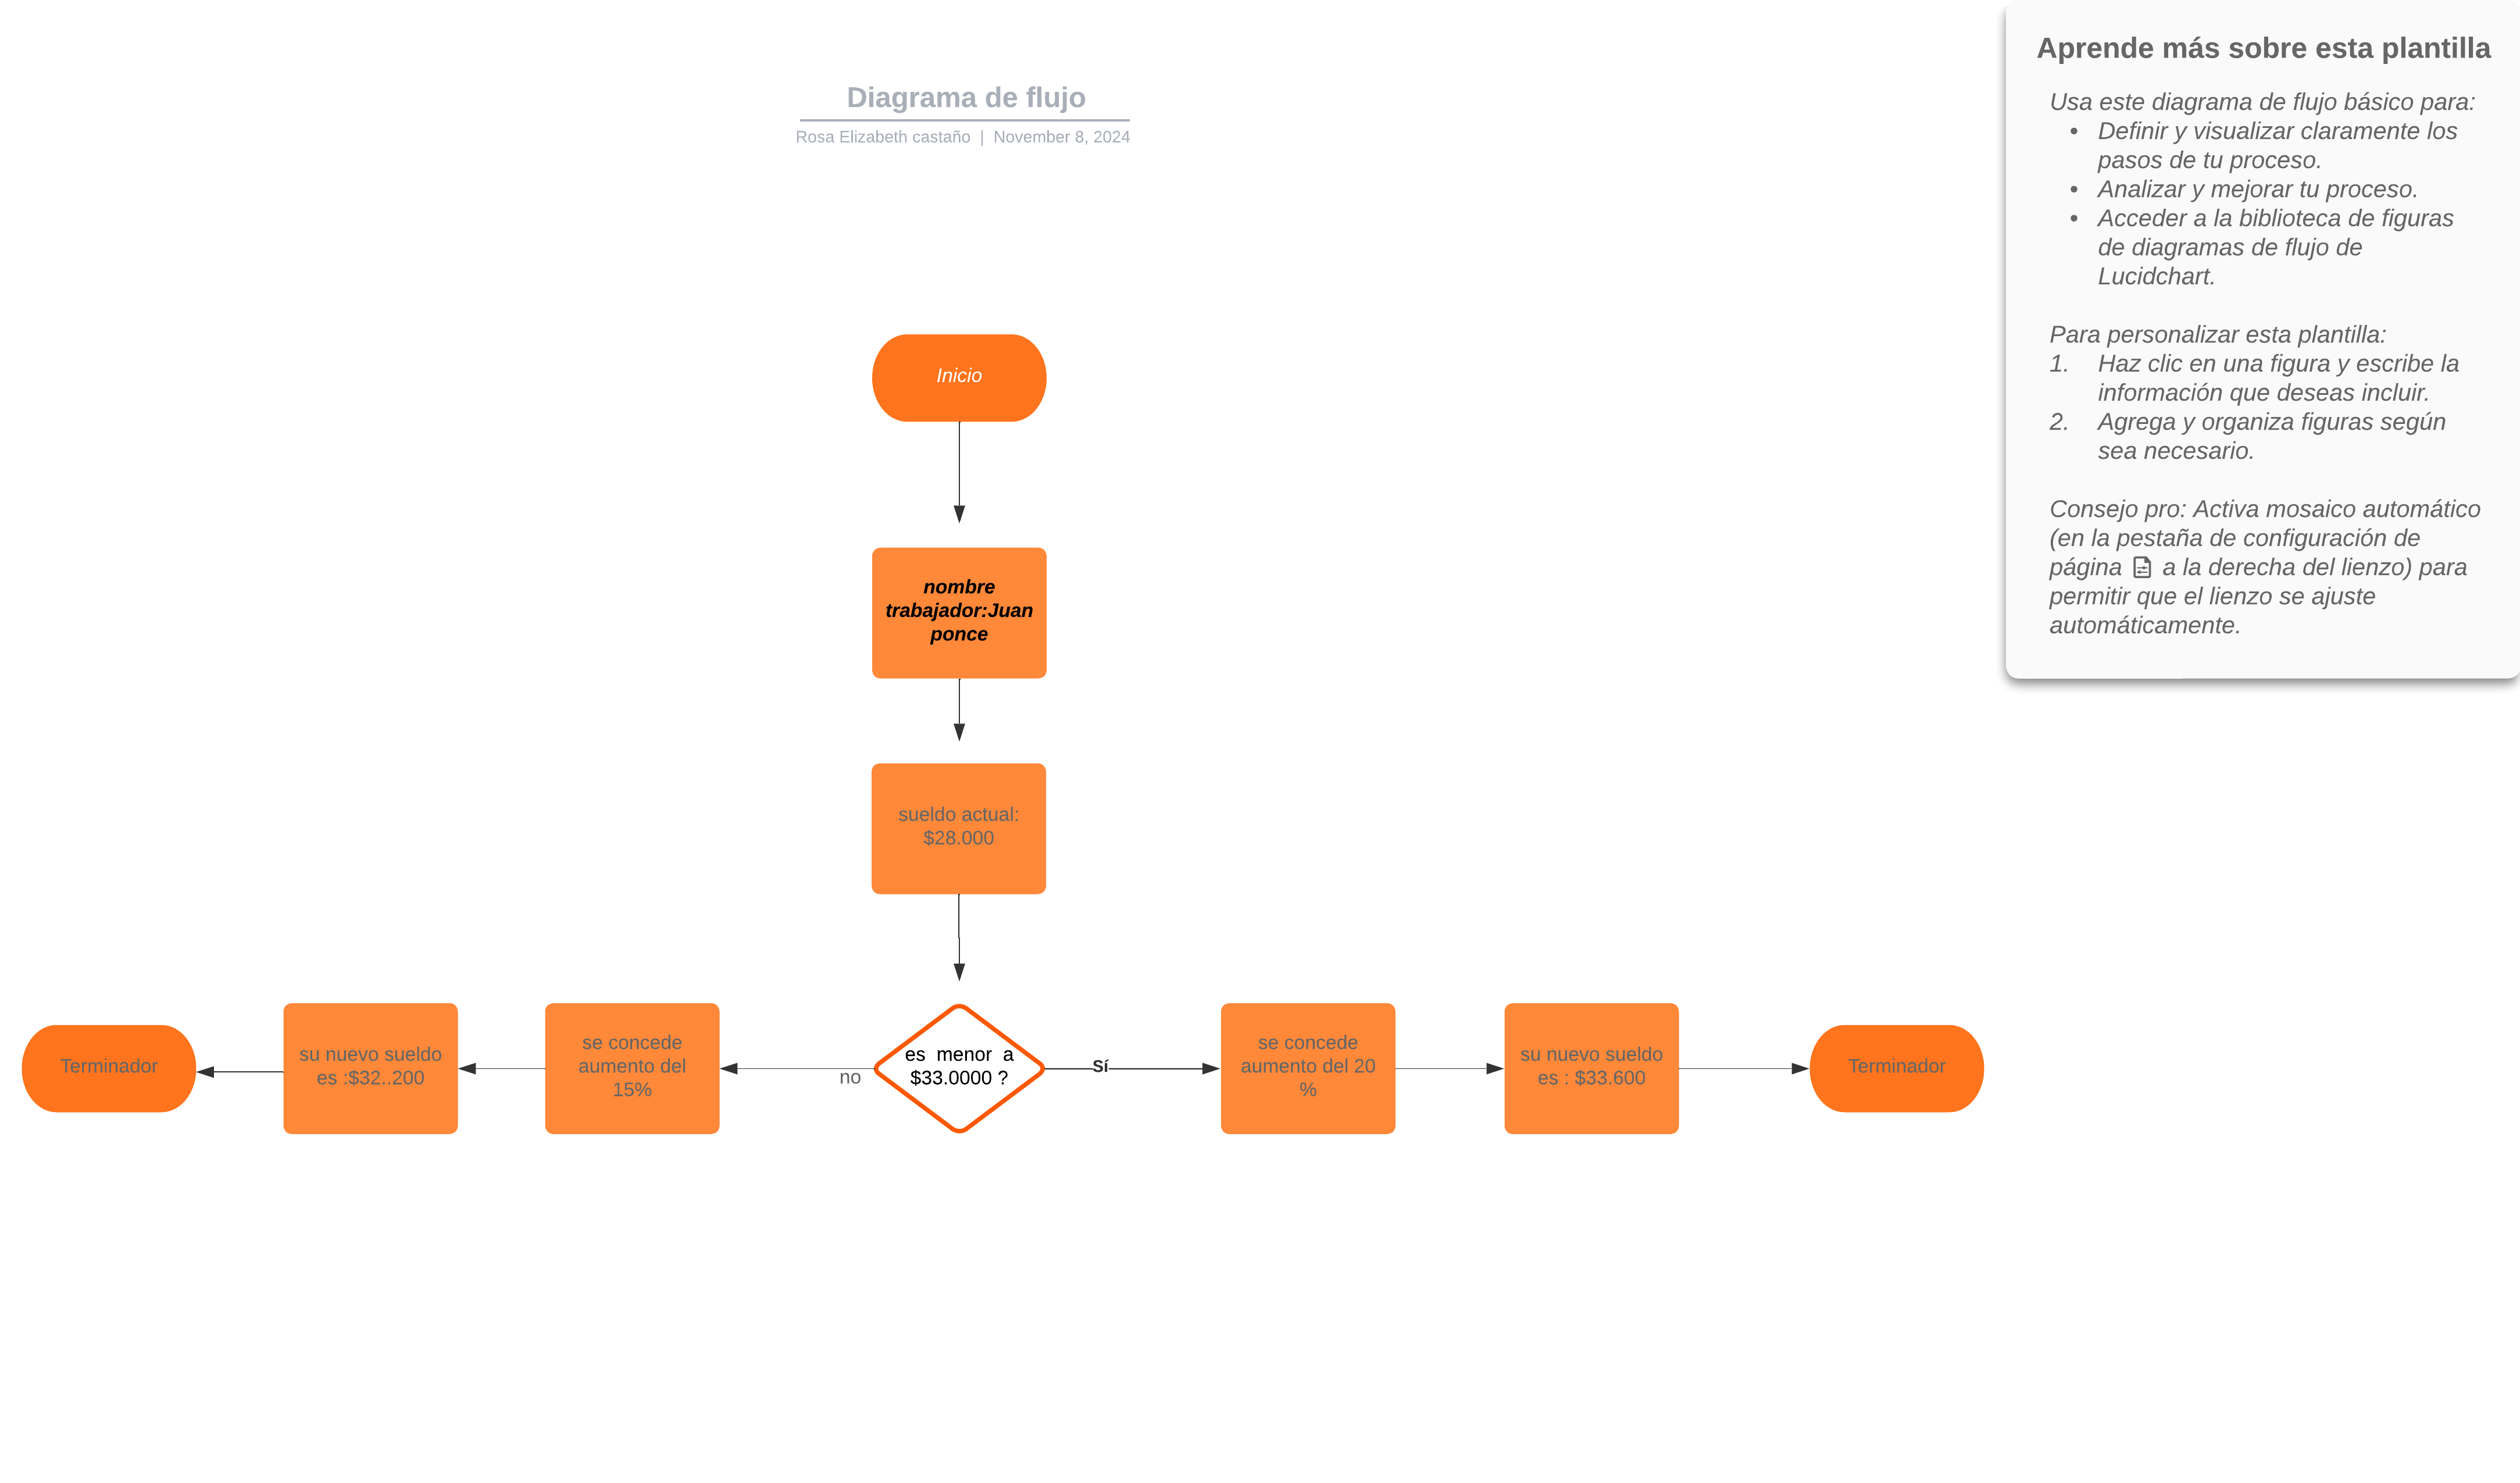 Diagrama de flujo
Rosa Elizabeth castaño | November 8, 2024
Aprende más sobre esta plantilla
Usa este diagrama de flujo básico para:
• Definir y visualizar claramente los
pasos de tu proceso.
• Analizar y mejorar tu proceso.
• Acceder a la biblioteca de figuras
de diagramas de flujo de
Lucidchart.
Para personalizar esta plantilla:
1. Haz clic en una figura y escribe la
información que deseas incluir.
2. Agrega y organiza figuras según
sea necesario.
Consejo pro: Activa mosaico automático
(en la pestaña de configuración de
página a la derecha del lienzo) para
permitir que el lienzo se ajuste
automáticamente.
Inicio
nombre
trabajador:Juan
ponce
sueldo actual:
$28.000
es menor a
$33.0000 ?
no
Sí
se concede
aumento del
15%
su nuevo sueldo
es :$32..200
Terminador
se concede
aumento del 20
%
su nuevo sueldo
es : $33.600
Terminador